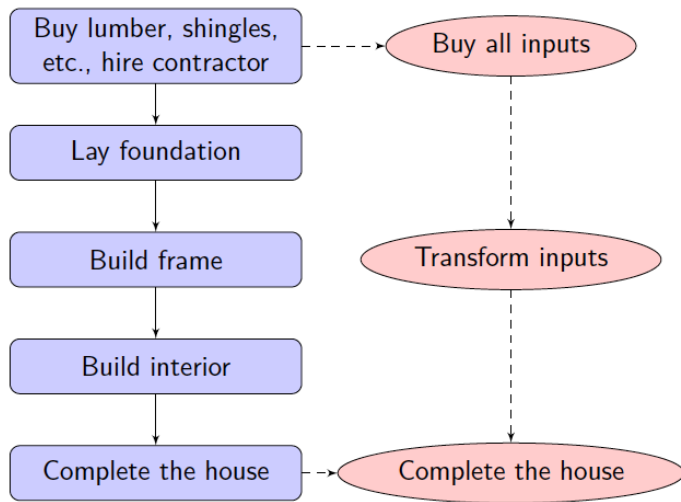 Buy lumber, shingles,
etc., hire contractor
Buy all inputs
Lay foundation
Build frame
Transform inputs
Build interior
Complete the house
Complete the house